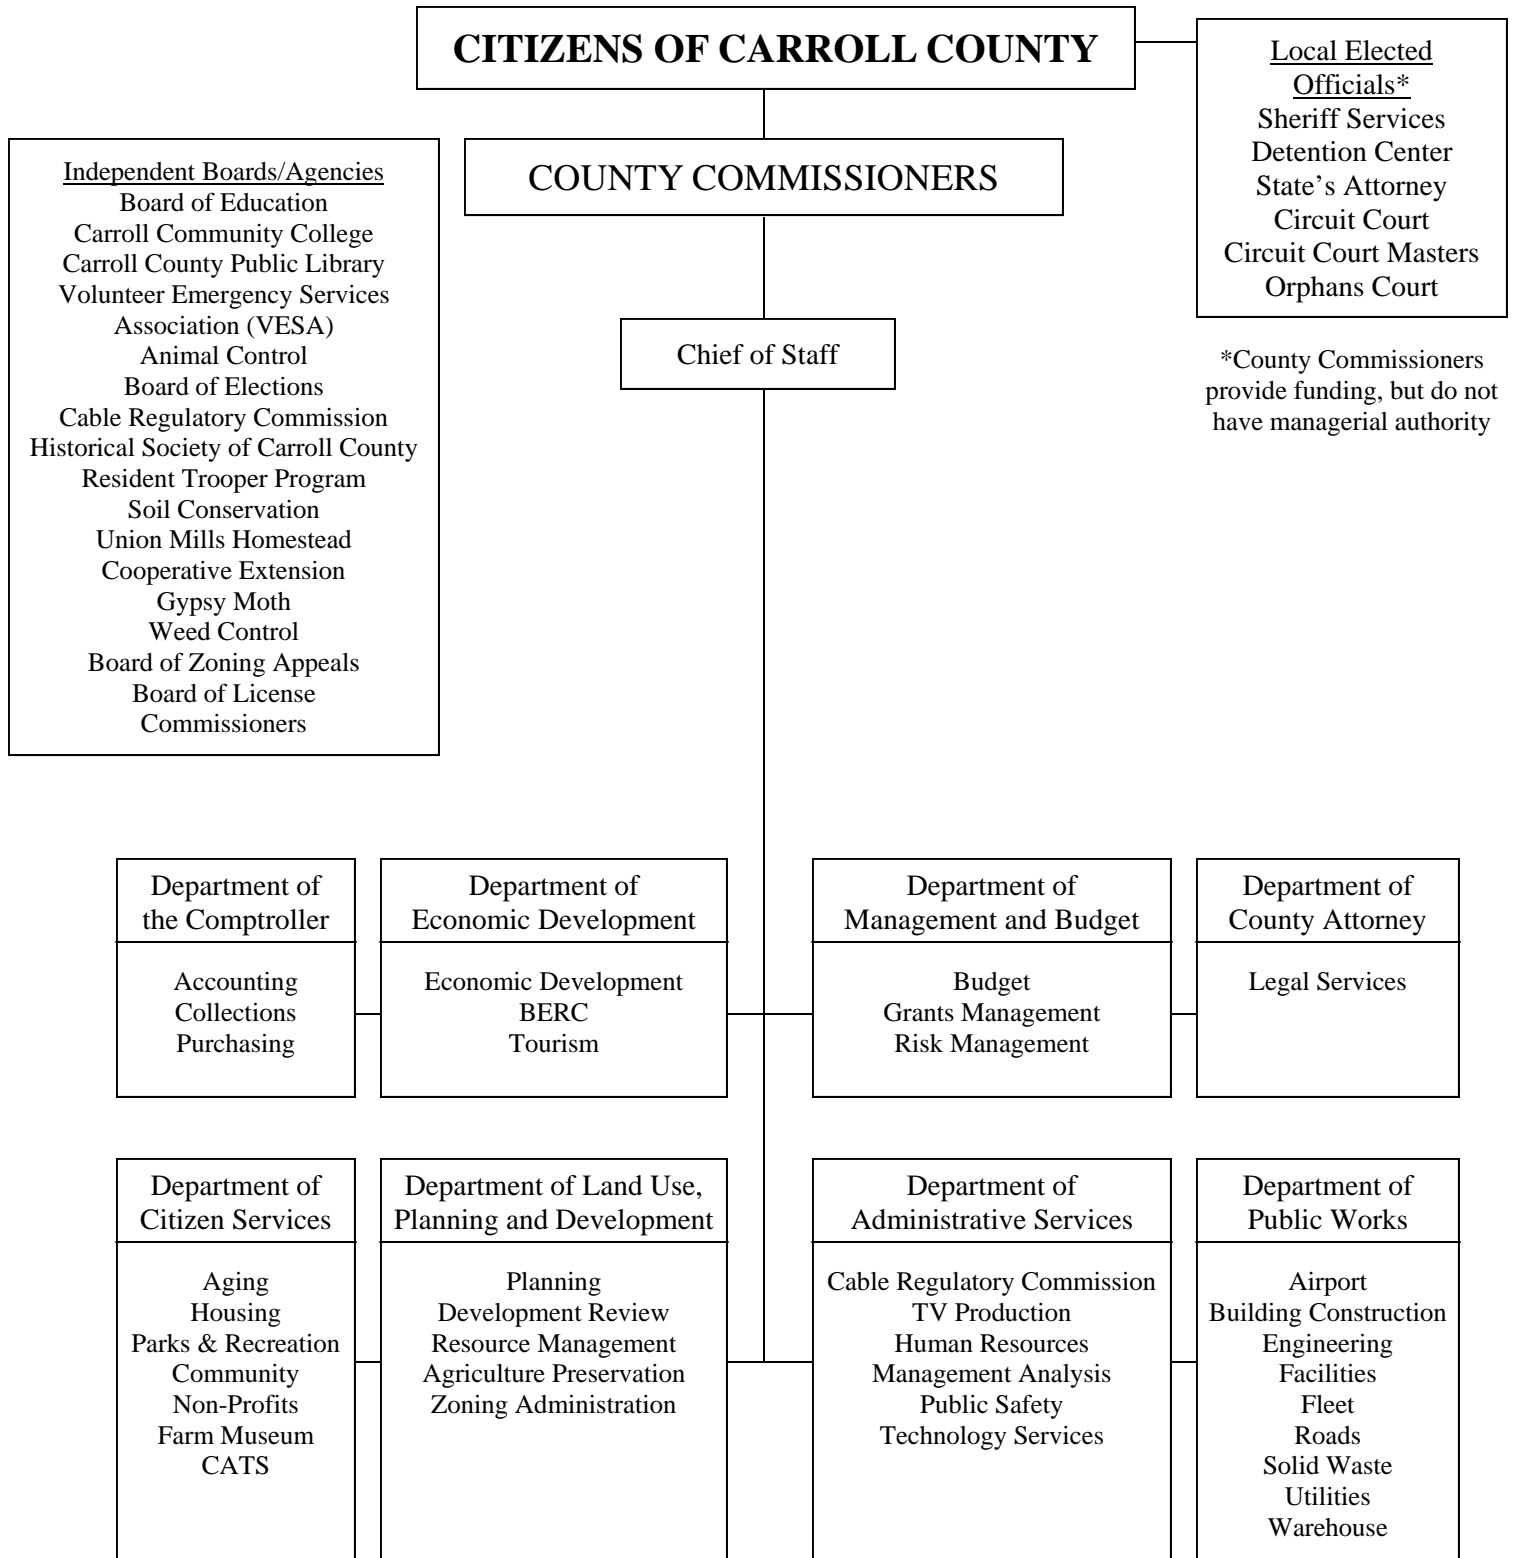 CITIZENS OF CARROLL COUNTY
Local Elected
Officials*
Sheriff Services
Detention Center
State’s Attorney
Circuit Court
Circuit Court Masters
Orphans Court
*County Commissioners
provide funding, but do not
have managerial authority
COUNTY COMMISSIONERS
Independent Boards/Agencies
Board of Education
Carroll Community College
Carroll County Public Library
Volunteer Emergency Services
Association (VESA)
Animal Control
Board of Elections
Cable Regulatory Commission
Historical Society of Carroll County
Resident Trooper Program
Soil Conservation
Union Mills Homestead
Cooperative Extension
Gypsy Moth
Weed Control
Board of Zoning Appeals
Board of License
Commissioners
Chief of Staff
Department of
the Comptroller
Accounting
Collections
Purchasing
Department of
Economic Development
Economic Development
BERC
Tourism
Department of
Management and Budget
Budget
Grants Management
Risk Management
Department of
County Attorney
Legal Services
Department of
Citizen Services
Aging
Housing
Parks & Recreation
Community
Non-Profits
Farm Museum
CATS
Department of Land Use,
Planning and Development
Planning
Development Review
Resource Management
Agriculture Preservation
Zoning Administration
Department of
Administrative Services
Cable Regulatory Commission
TV Production
Human Resources
Management Analysis
Public Safety
Technology Services
Department of
Public Works
Airport
Building Construction
Engineering
Facilities
Fleet
Roads
Solid Waste
Utilities
Warehouse